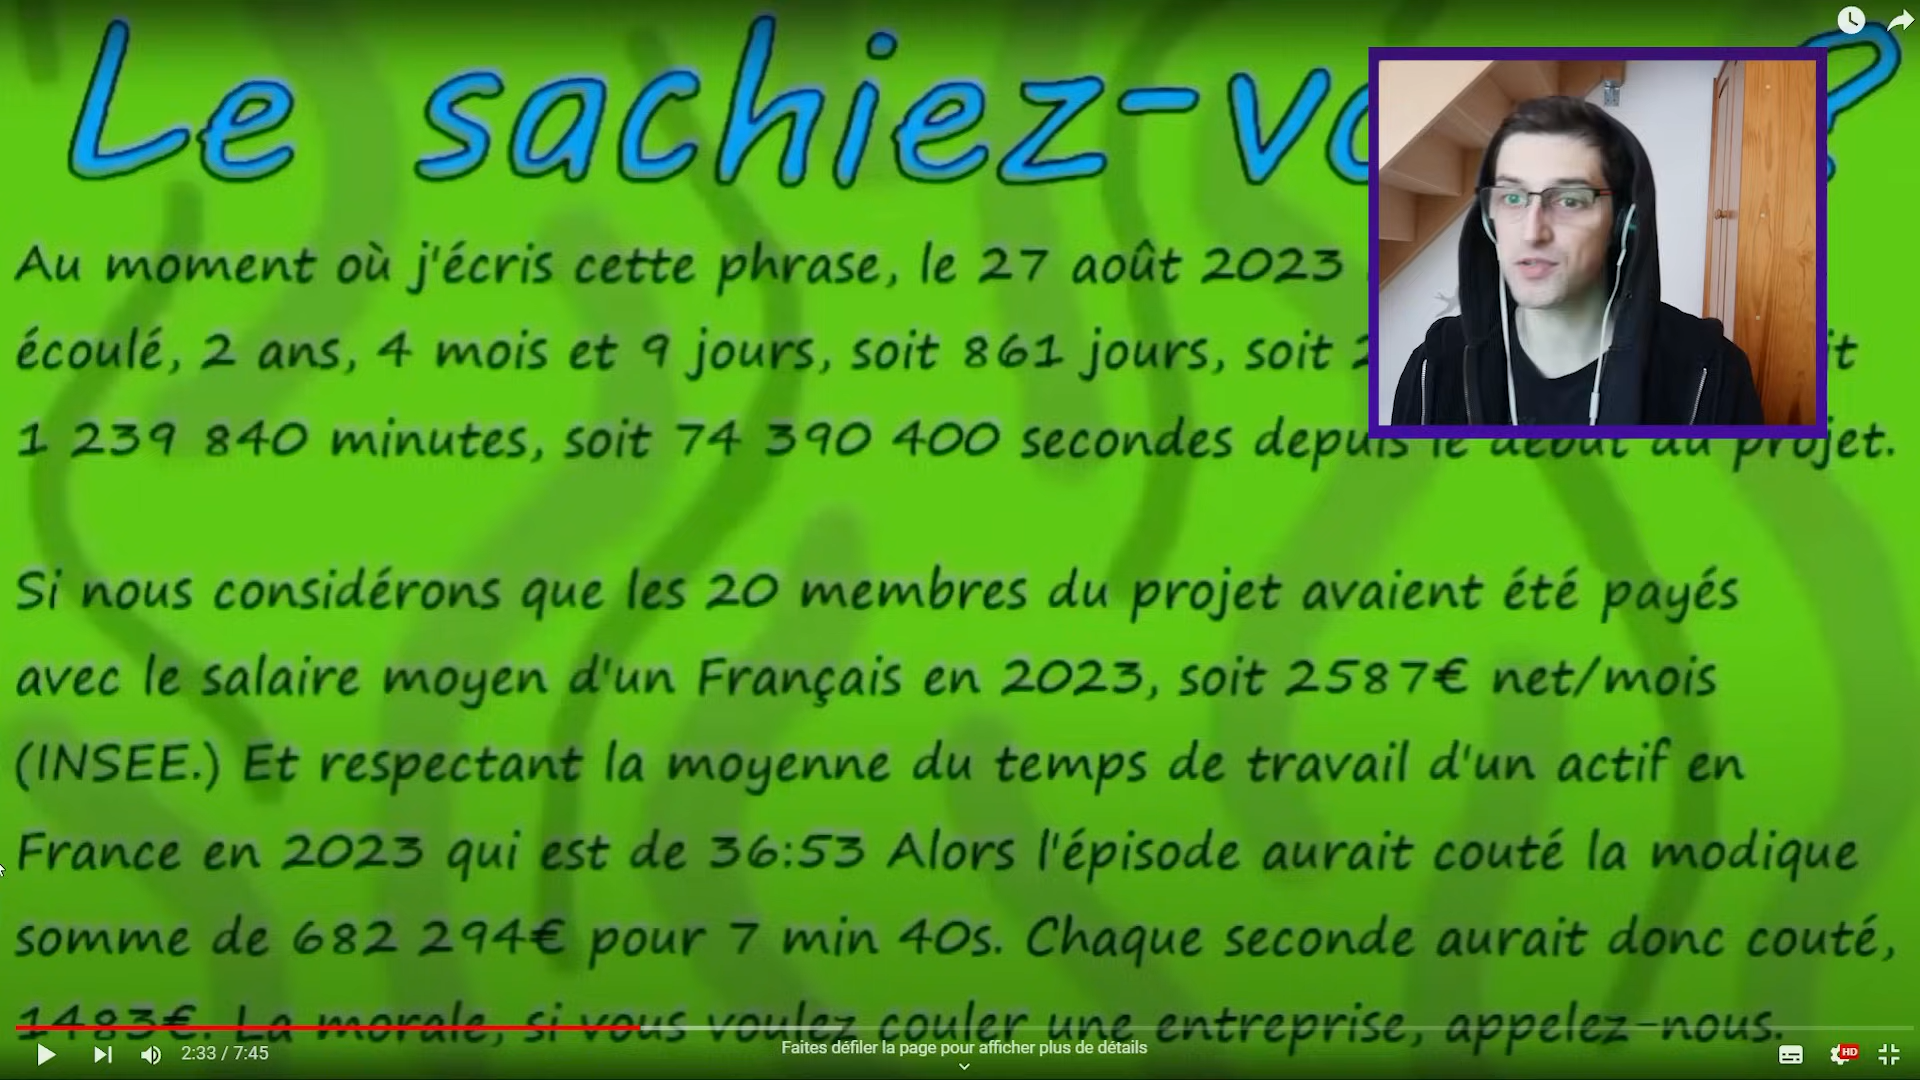 Le sachiez-vo ?
Au moment où j'écris cette phrase, le 27 août 2023
écoulé, 2 ans, 4 mois et 9 jours, soit 861 jours, soit
1 239 840 minutes, soit 74 390 400 secondes depuis le début du projet.
Si nous considérons que les 20 membres du projet avaient été payés
avec le salaire moyen d'un Français en 2023, soit 2587€ net/mois
(INSEE.) Et respectant la moyenne du temps de travail d'un actif en
France en 2023 qui est de 36:53 Alors l'épisode aurait couté la modique
somme de 682 294€ pour 7 min 40s. Chaque seconde aurait donc couté,
1483€. La morale, si vous voulez couler une entreprise, appelez-nous.
2:33 / 7:45
Faites défiler la page pour afficher plus de détails
HD